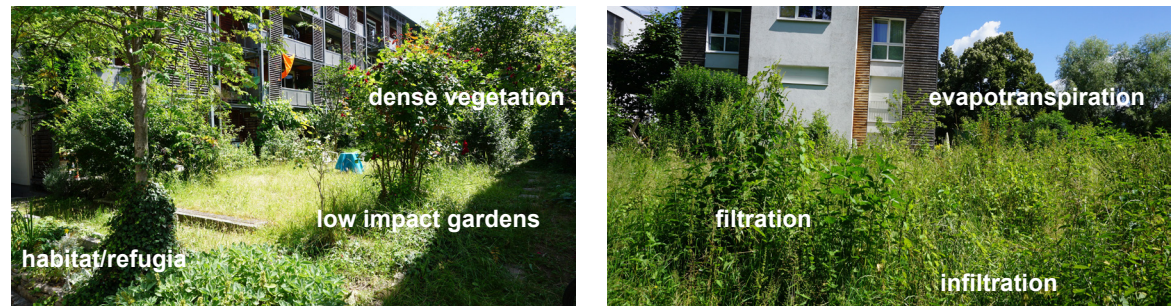 dense vegetation
low impact gardens
habitat/refugia
evapotranspiration
filtration
infiltration